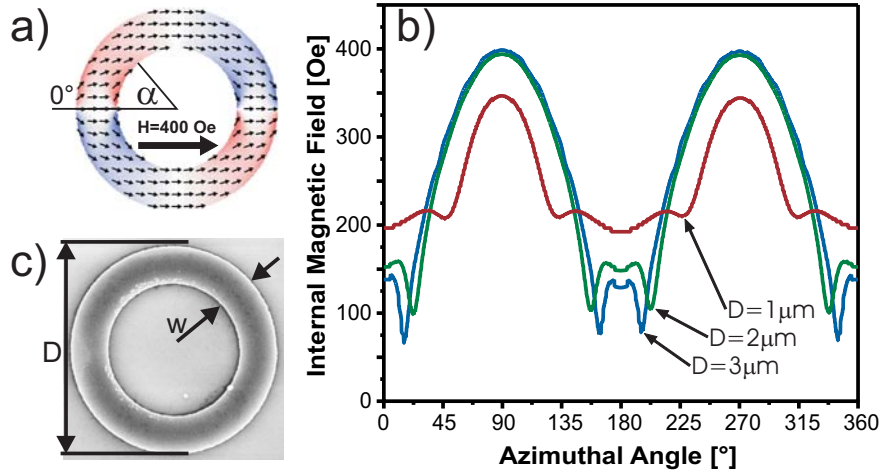 a)
0°
α
H=400 Oe
c)
D
w
b)
Internal Magnetic Field [Oe]
400
300
200
100
0
D=1μm
D=2μm
D=3μm
0 45 90 135 180 225 270 315 360
Azimuthal Angle [°]